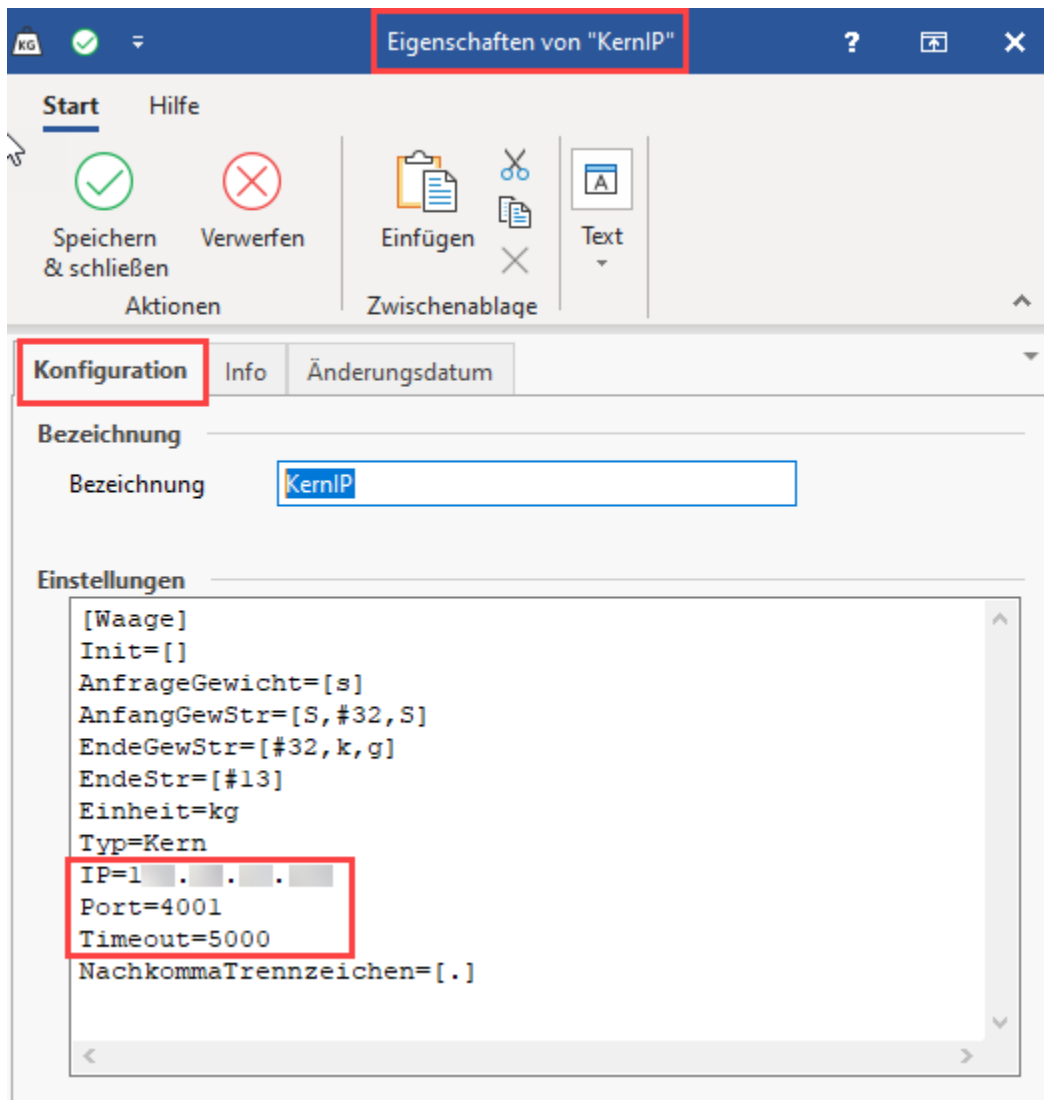 KG
Eigenschaften von "KernIP"
?
Start Hilfe
Speichern & schließen
Verwerfen
Einfügen
A
Text
Aktionen
Zwischenablage
Konfiguration Info Änderungsdatum
Bezeichnung
Bezeichnung KernIP
Einstellungen
[Waage]
Init=[]
AnfrageGewicht=[s]
AnfangGewStr=[S,#32,S]
EndeGewStr=[#32,k,g]
EndeStr=[#13]
Einheit=kg
Typ=Kern
IP=1 . . .
Port=4001
Timeout=5000
NachkommaTrennzeichen=[.]